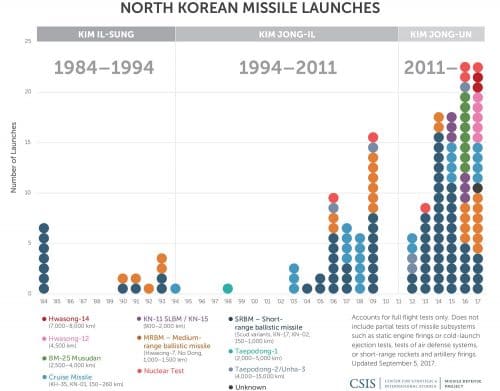 NORTH KOREAN MISSILE LAUNCHES
KIM IL-SUNG KIM JONG-IL KIM JONG-UN
1984–1994 1994–2011 2011–
Number of Launches
25
20
15
10
5
0
84 85 86 87 88 89 90 91 92 93 94 95 96 97 98 99 00 01 02 03 04 05 06 07 08 09 10 11 12 13 14 15 16 17
Hwasong-14
(7,000–8,000 km)
Hwasong-12
(4,500 km)
BM-25 Musudan
(2,500–4,000 km)
Cruise Missile
(KH-35, KN-01, 150–260 km)
KN-11 SLBM / KN-15
(900–2,000 km)
MRBM – Medium-
range ballistic missile
(Hwasong-7, No Dong,
1,000–1,500 km)
Nuclear Test
SRBM – Short-
range ballistic missile
(Scud variants, KN-17, KN-02,
150–1,000 km)
Taepodong-1
(2,000–5,000 km)
Taepodong-2/Unha-3
(4,000–15,000 km)
Unknown
Accounts for full flight tests only. Does
not include partial tests of missile subsystems
such as static engine firings or cold-launch
ejection tests, tests of air defense systems,
or short-range rockets and artillery firings.
Updated September 5, 2017.
CSIS CENTER FOR STRATEGIC & INTERNATIONAL STUDIES MISSILE DEFENSE PROJECT